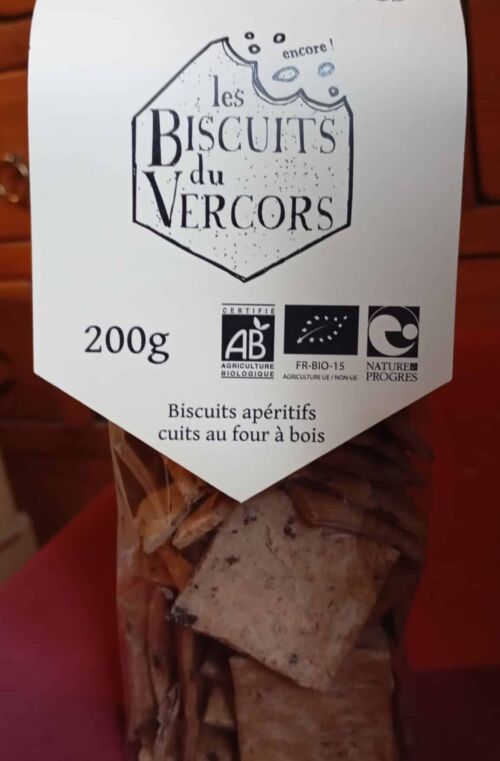 encore !
les
BISCUITS
du
VERCORS
200g
CERTIFIÉ
AB
AGRICULTURE
BIOLOGIQUE
FR-BIO-15
AGRICULTURE UE / NON-UE
NATURE &
PROGRES
Biscuits apéritifs
cuits au four à bois